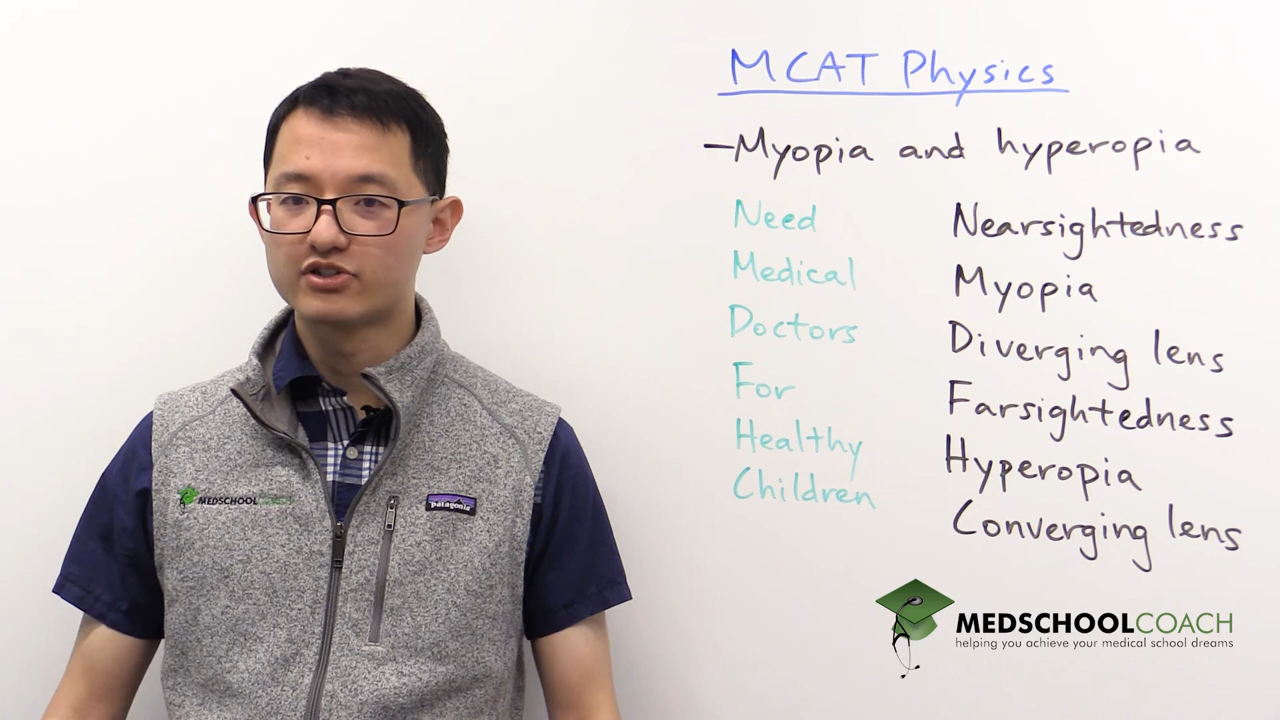 MCAT Physics
–Myopia and hyperopia
Need
Medical
Doctors
For
Healthy
Children
Nearsightedness
Myopia
Diverging lens
Farsightedness
Hyperopia
Converging lens
MEDSCHOOLCOACH
helping you achieve your medical school dreams
MEDSCHOOLCOACH
patagonia